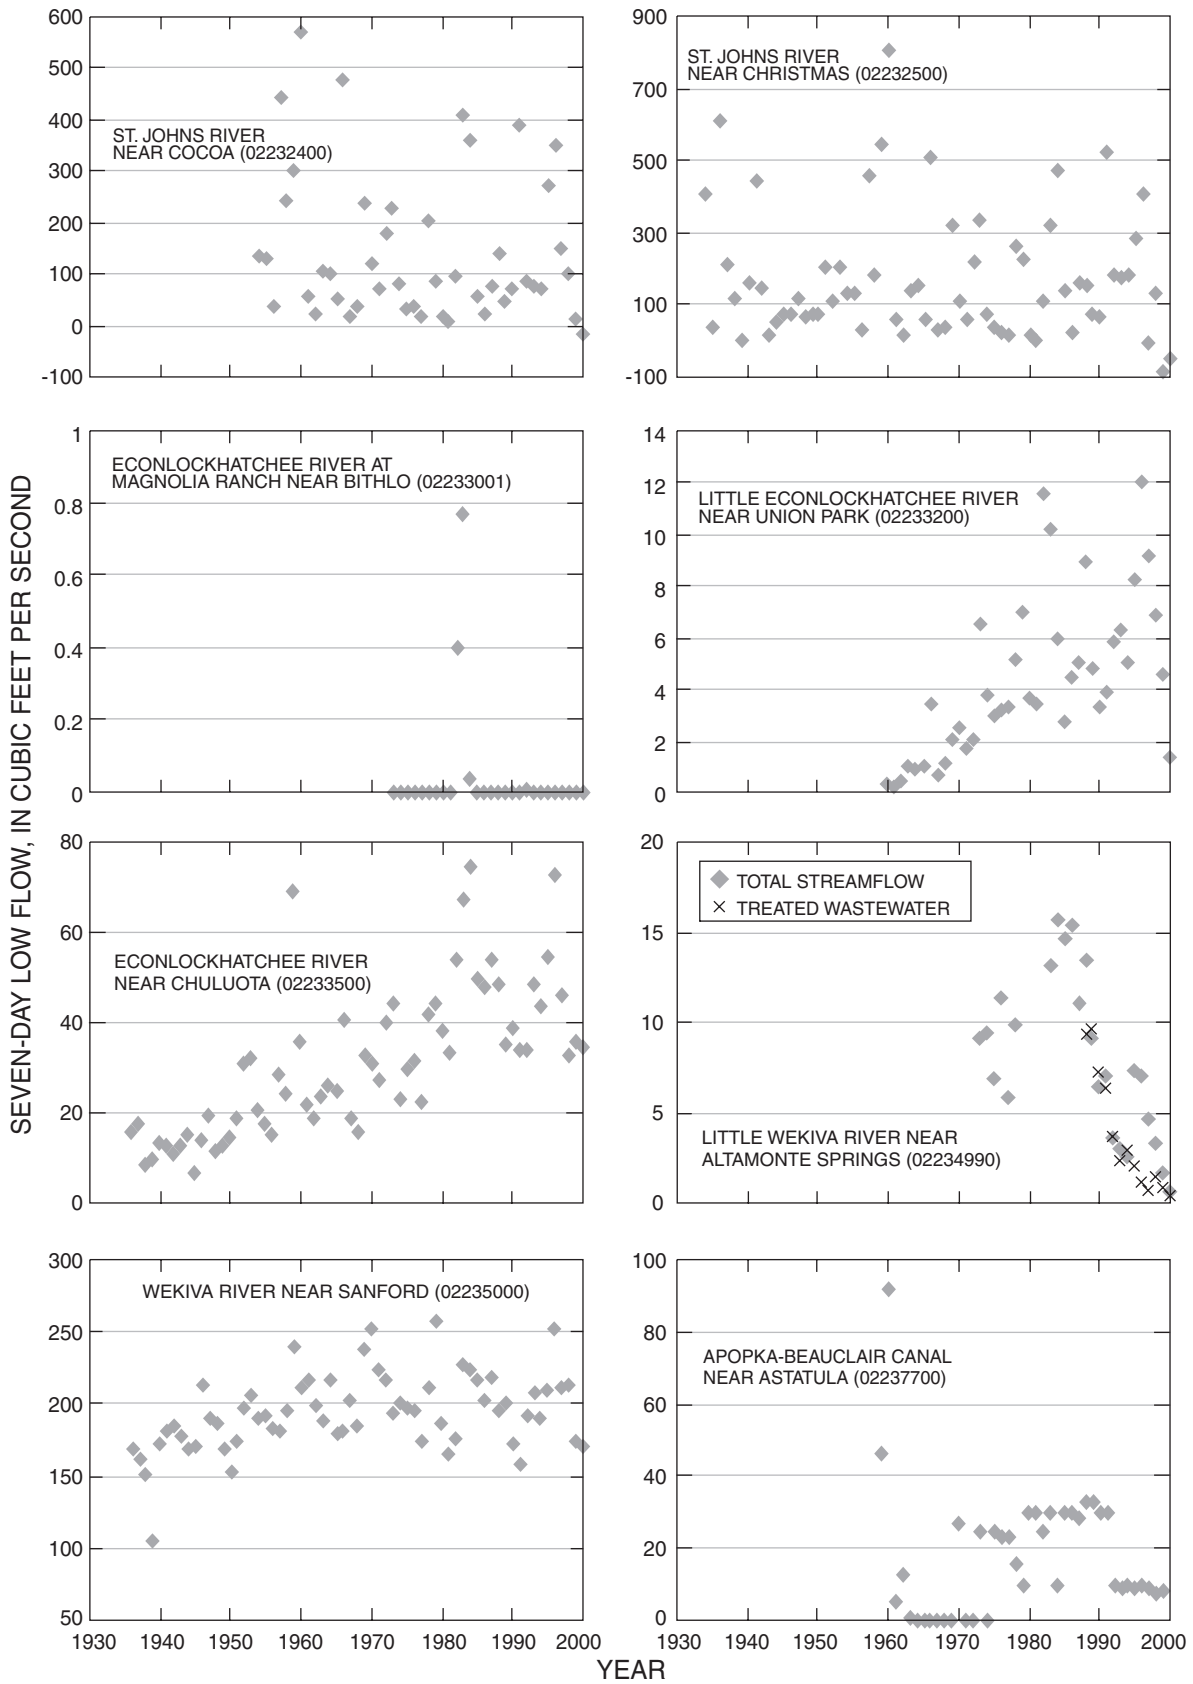 600
500
400
300
200
100
0
-100
ST. JOHNS RIVER
NEAR COCOA (02232400)
900
700
500
300
100
-100
ST. JOHNS RIVER
NEAR CHRISTMAS (02232500)
1
0.8
0.6
0.4
0.2
0
ECONLOCKHATCHEE RIVER AT
MAGNOLIA RANCH NEAR BITHLO (02233001)
14
12
10
8
6
4
2
0
LITTLE ECONLOCKHATCHEE RIVER
NEAR UNION PARK (02233200)
SEVEN-DAY LOW FLOW, IN CUBIC FEET PER SECOND
80
60
40
20
0
ECONLOCKHATCHEE RIVER
NEAR CHULUOTA (02233500)
20
15
10
5
0
TOTAL STREAMFLOW
TREATED WASTEWATER
LITTLE WEKIVA RIVER NEAR
ALTAMONTE SPRINGS (02234990)
300
250
200
150
100
50
WEKIVA RIVER NEAR SANFORD (02235000)
1930 1940 1950 1960 1970 1980 1990 2000
100
80
60
40
20
0
APOPKA-BEAUCLAIR CANAL
NEAR ASTATULA (02237700)
1930 1940 1950 1960 1970 1980 1990 2000
YEAR